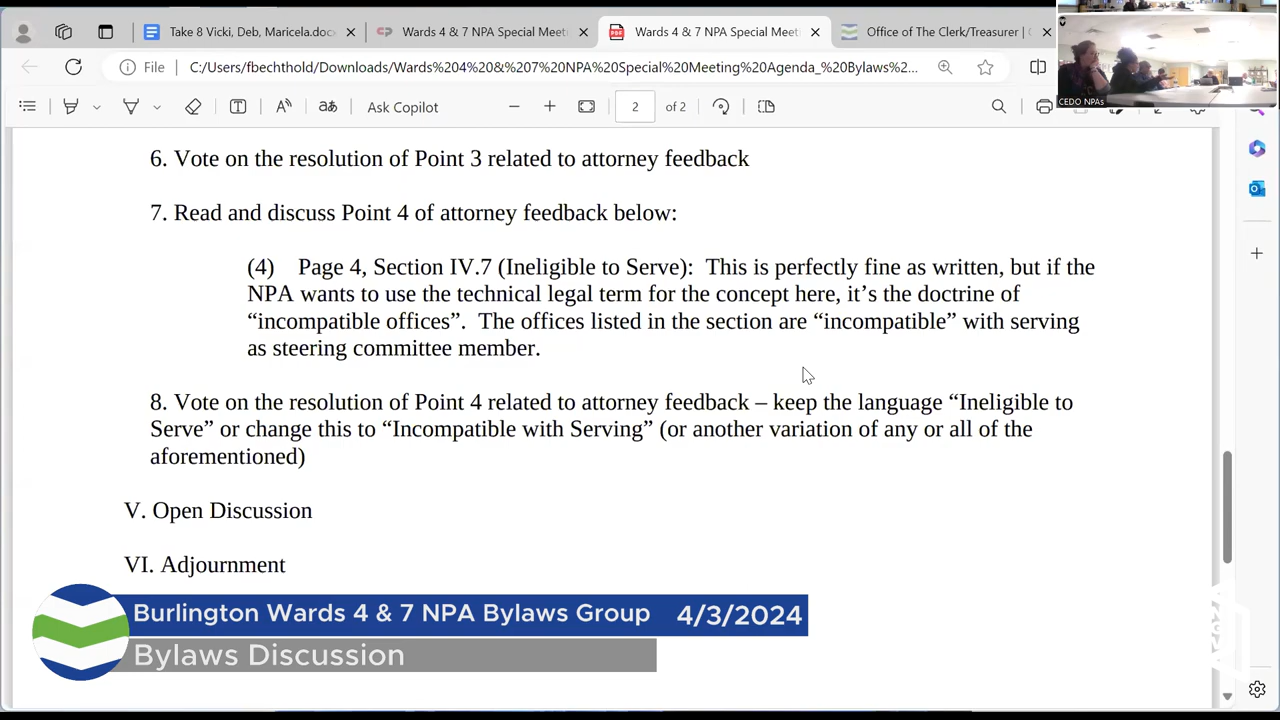 Take 8 Vicki, Deb, Maricela.doc
Wards 4 & 7 NPA Special Meeti
Wards 4 & 7 NPA Special Meeti
Office of The Clerk/Treasurer |
File
C:/Users/fbechthold/Downloads/Wards%204%20&%207%20NPA%20Special%20Meeting%20Agenda_%20Bylaws%2...
CEDO NPAs
Ask Copilot
2
of 2
6. Vote on the resolution of Point 3 related to attorney feedback
7. Read and discuss Point 4 of attorney feedback below:
(4) Page 4, Section IV.7 (Ineligible to Serve): This is perfectly fine as written, but if the
NPA wants to use the technical legal term for the concept here, it’s the doctrine of
“incompatible offices”. The offices listed in the section are “incompatible” with serving
as steering committee member.
8. Vote on the resolution of Point 4 related to attorney feedback – keep the language “Ineligible to
Serve” or change this to “Incompatible with Serving” (or another variation of any or all of the
aforementioned)
V. Open Discussion
VI. Adjournment
Burlington Wards 4 & 7 NPA Bylaws Group 4/3/2024
Bylaws Discussion